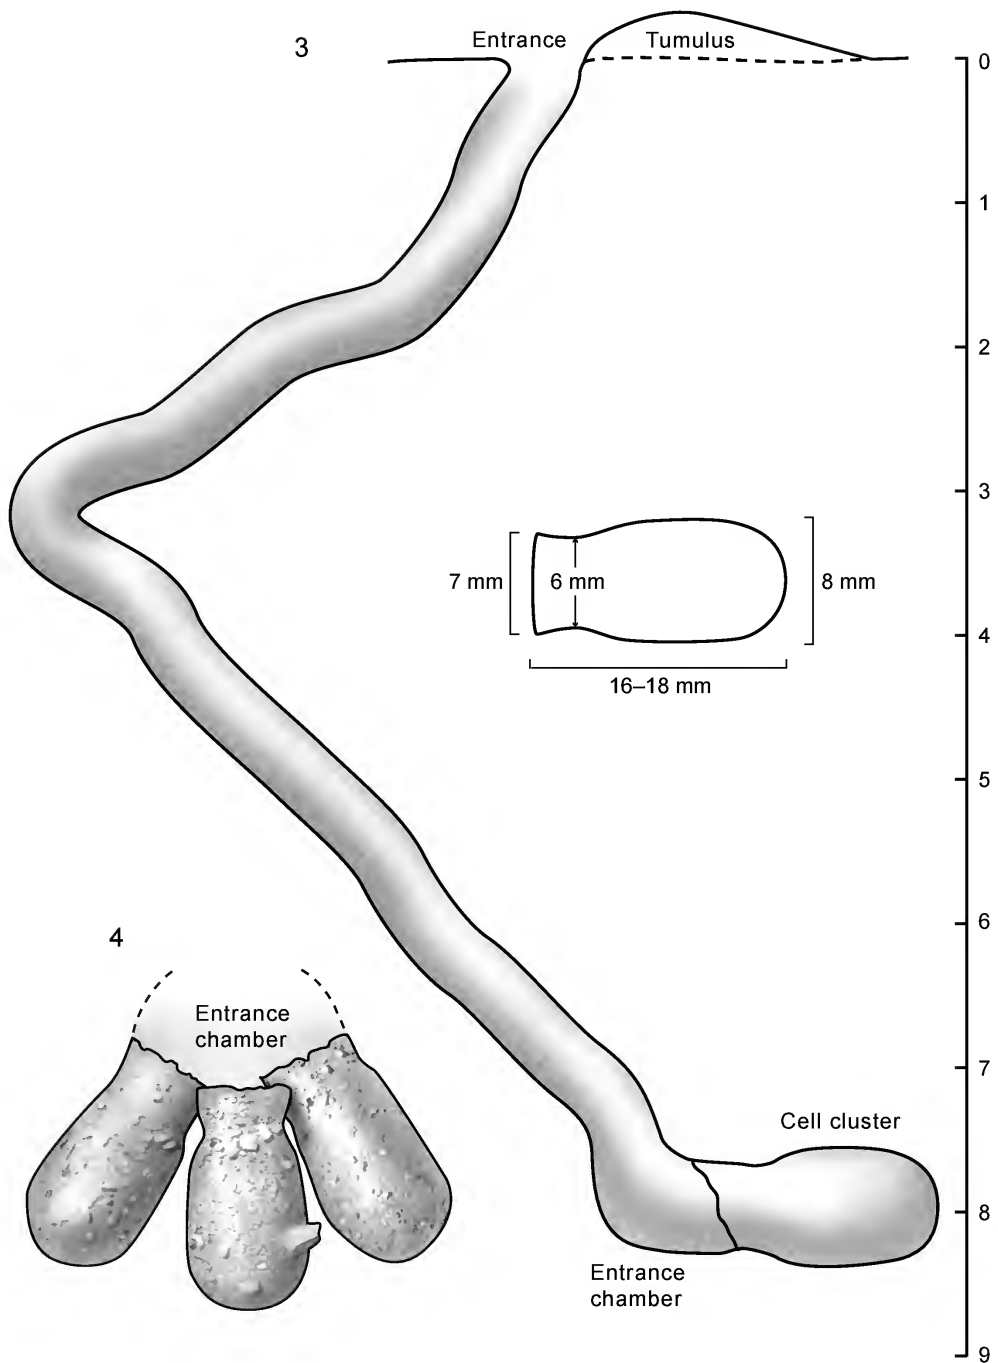 3
Entrance
Tumulus
0
1
2
3
7 mm
6 mm
8 mm
4
16–18 mm
5
6
4
Entrance
chamber
7
Cell cluster
8
Entrance
chamber
9